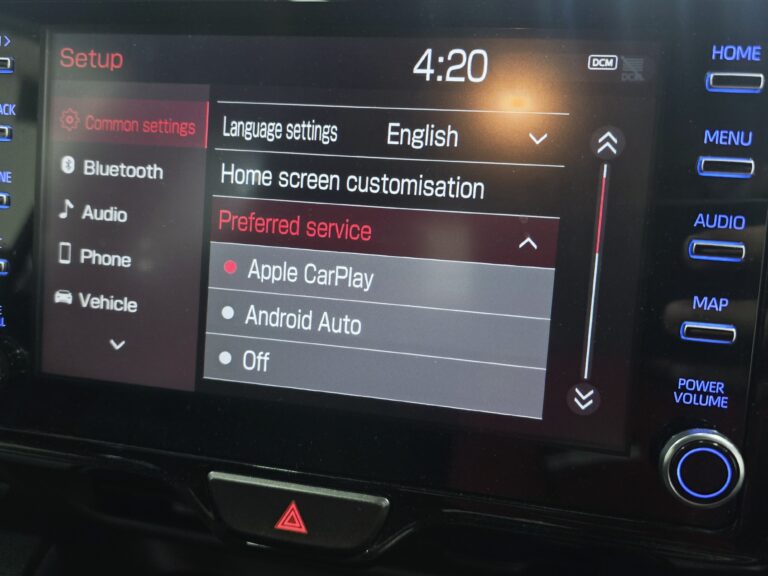 Setup
4:20
DCM
DCM
Common settings
Bluetooth
Audio
Phone
Vehicle
Language settings English
Home screen customisation
Preferred service
Apple CarPlay
Android Auto
Off
HOME
MENU
AUDIO
MAP
POWER
VOLUME